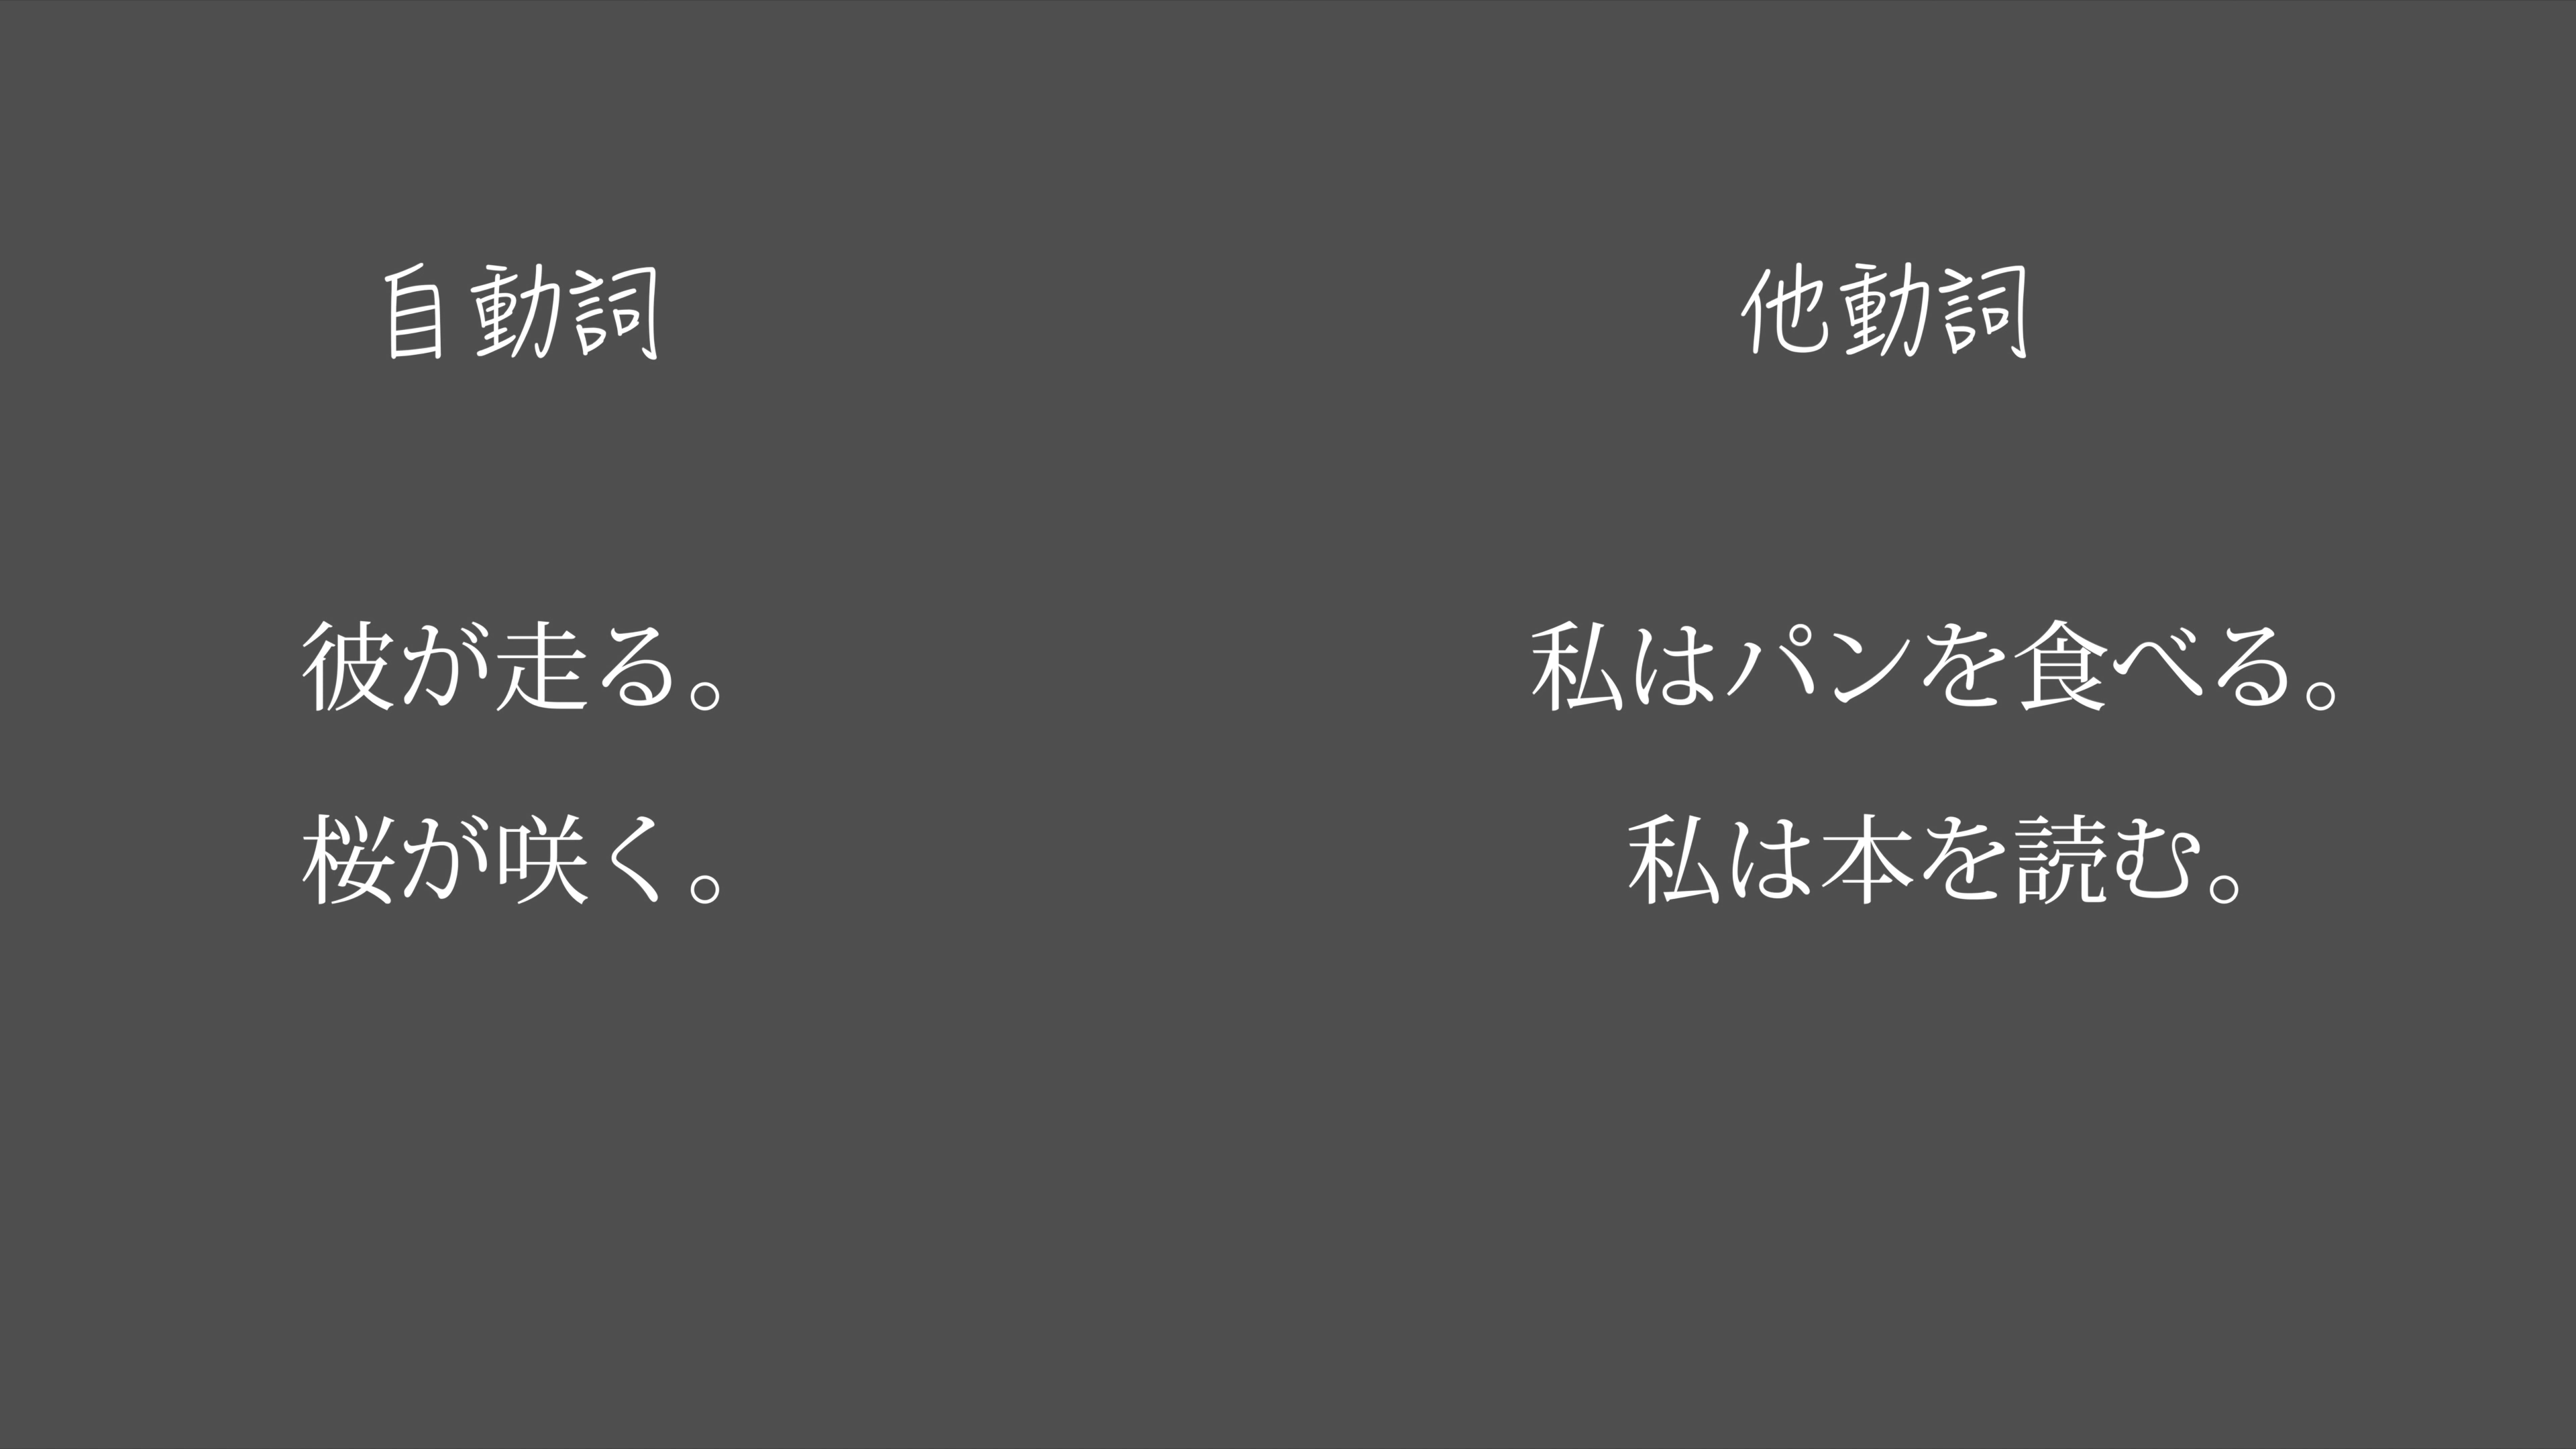 自動詞
彼が走る。
桜が咲く。
他動詞
私はパンを食べる。
私は本を読む。